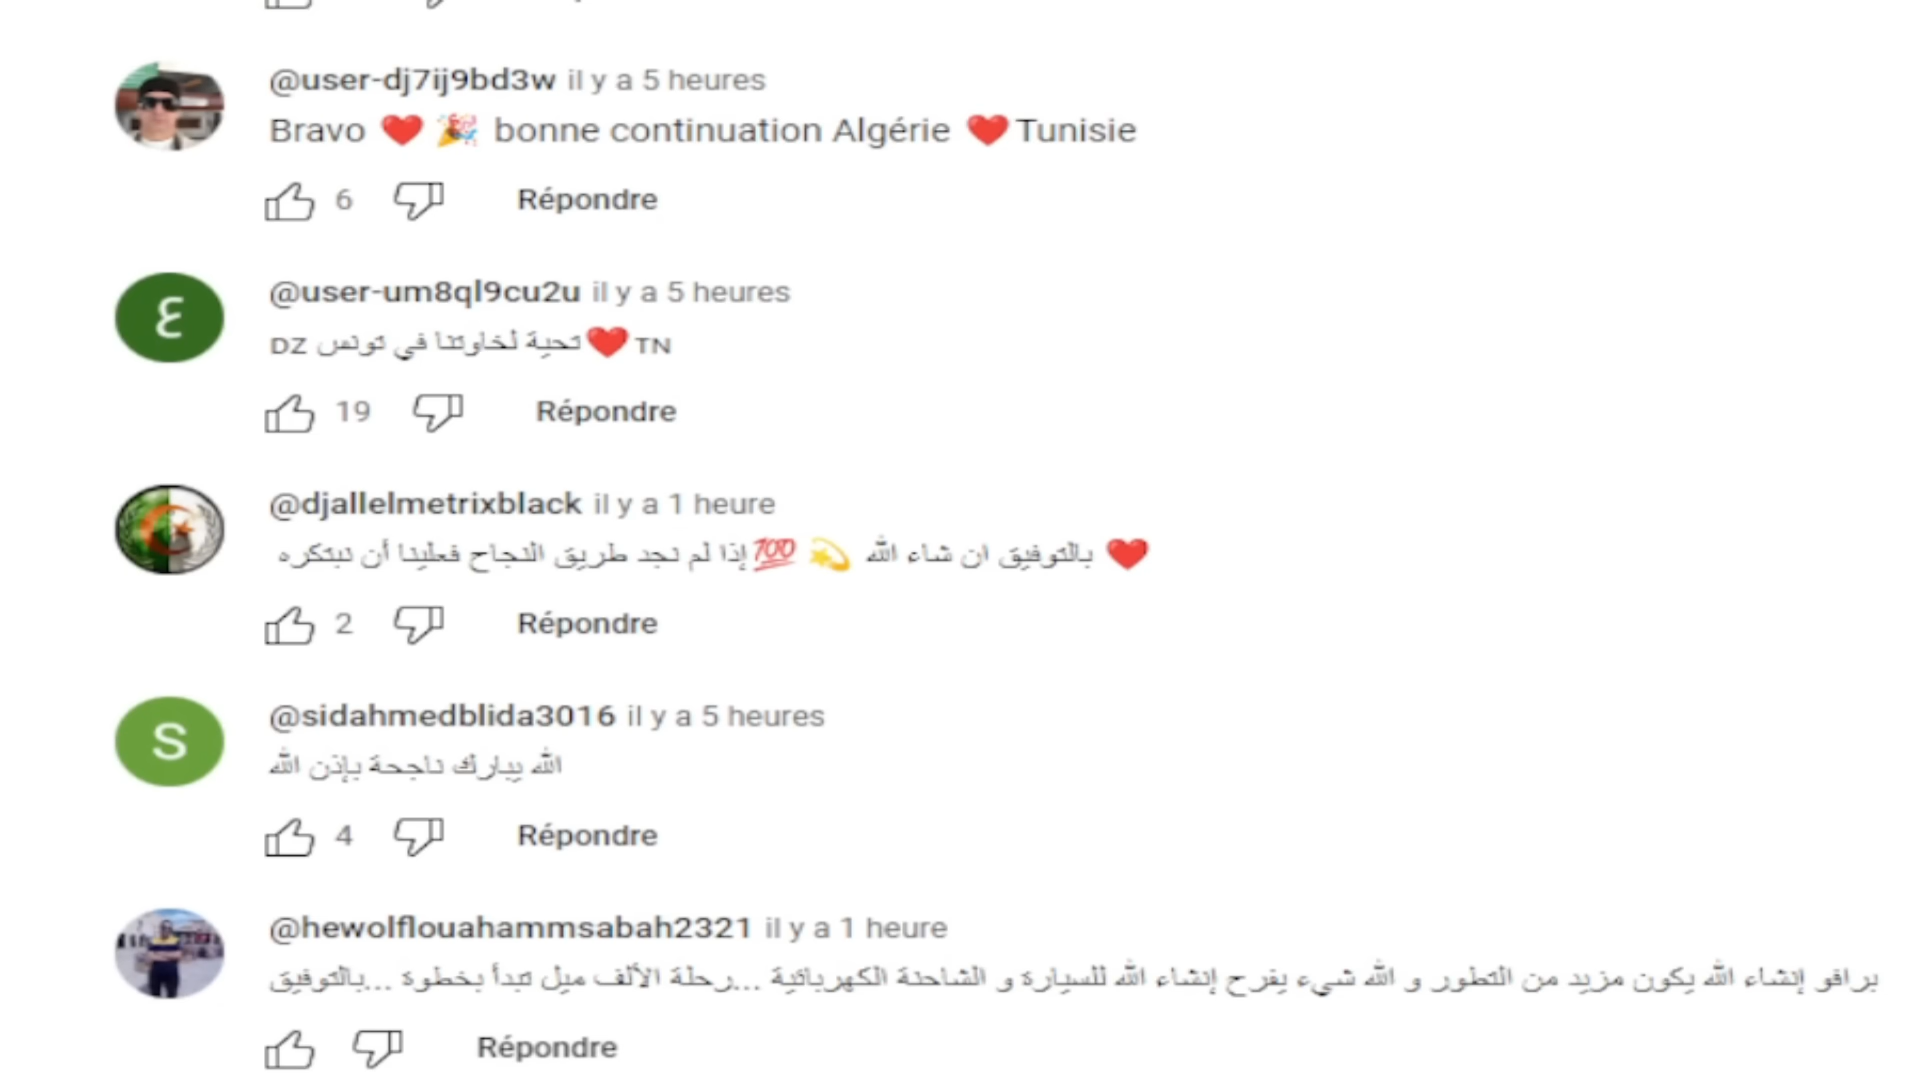 @user-dj7ij9bd3w il y a 5 heures
Bravo ❤️ 🎉 bonne continuation Algérie ❤️ Tunisie
6 Répondre
ع
@user-um8ql9cu2u il y a 5 heures
DZ تحية لخاوتنا في تونس ❤️ TN
19 Répondre
@djallelmetrixblack il y a 1 heure
إذا لم نجد طريق النجاح فعلينا أن نبتكره 💯 💫 بالتوفيق ان شاء الله ❤️
2 Répondre
S
@sidahmedblida3016 il y a 5 heures
الله يبارك ناجحة بإذن الله
4 Répondre
@hewolflouahammsabah2321 il y a 1 heure
برافو إنشاء الله يكون مزيد من التطور و الله شيء يفرح إنشاء الله للسيارة و الشاحنة الكهربائية ...رحلة الألف ميل تبدأ بخطوة ...بالتوفيق
Répondre